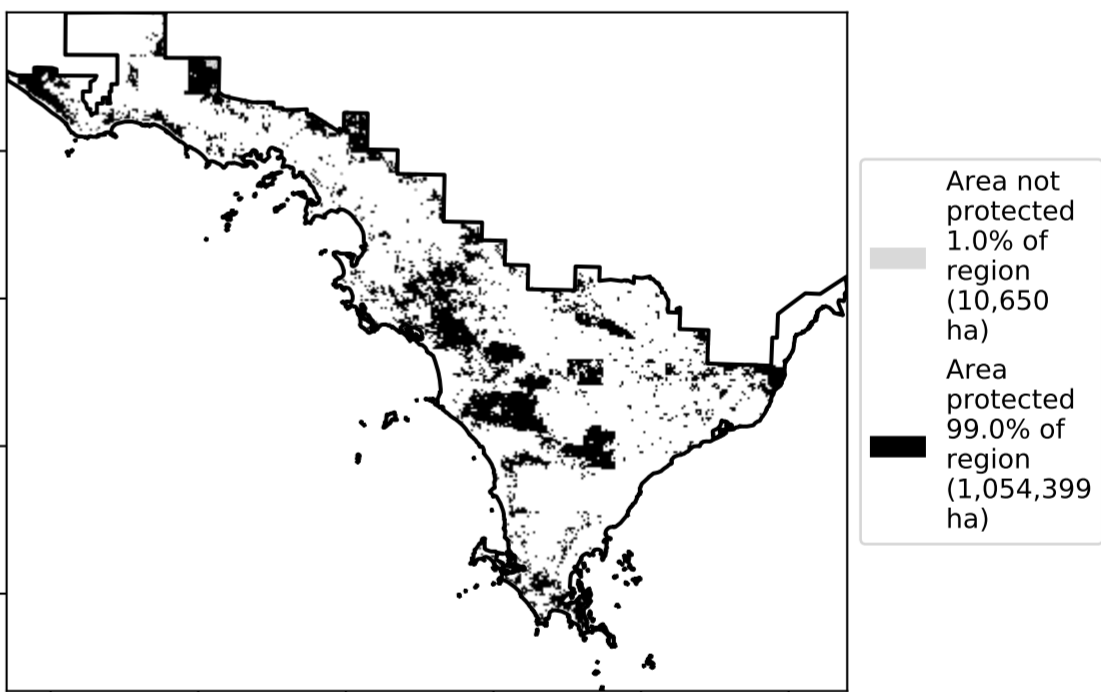 Area not
protected
1.0% of
region
(10,650
ha)
Area
protected
99.0% of
region
(1,054,399
ha)